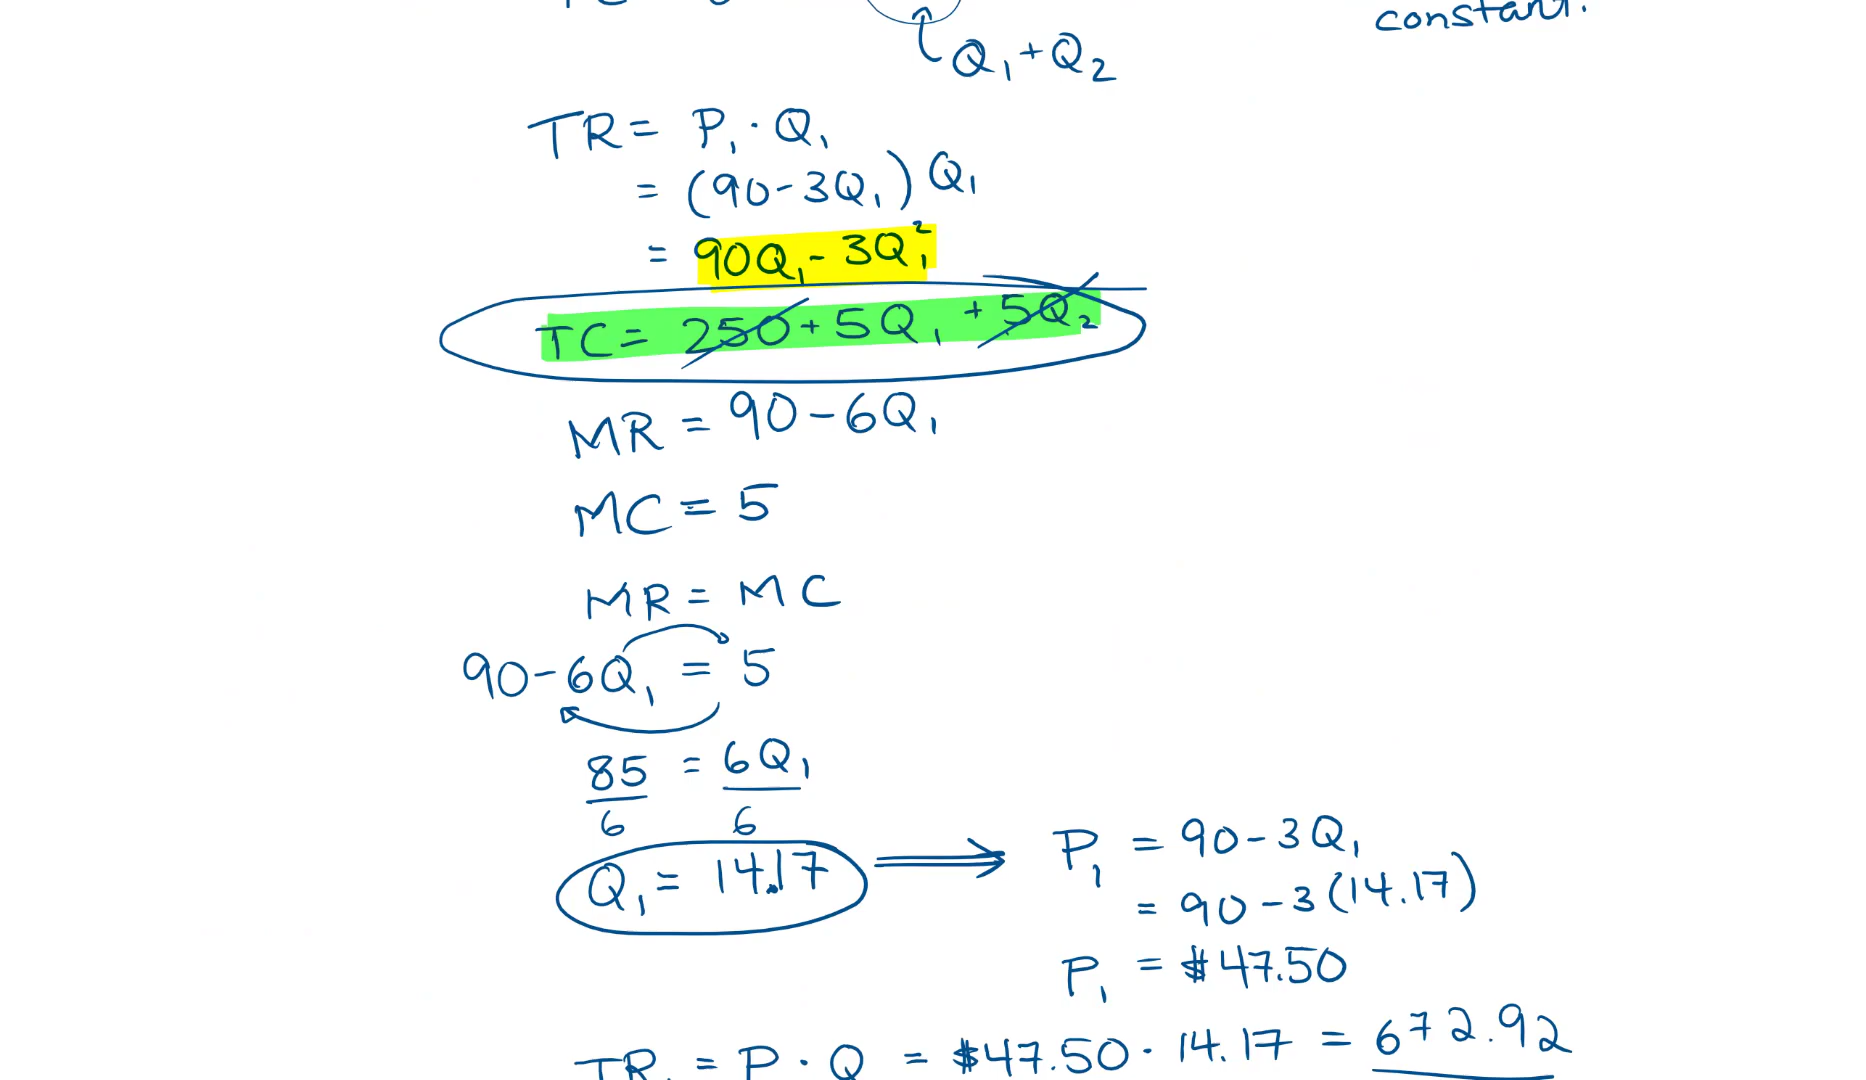 constant.
Q₁ + Q₂
TR = P₁ · Q₁
= (90 - 3Q₁) Q₁
= 90Q₁ - 3Q₁²
TC = 250 + 5Q₁ + 5Q₂
MR = 90 - 6Q₁
MC = 5
MR = MC
90 - 6Q₁ = 5
85/6 = 6Q₁/6
Q₁ = 14.17
P₁ = 90 - 3Q₁
= 90 - 3(14.17)
P₁ = $47.50
TR₁ = P · Q = $47.50 · 14.17 = 672.92